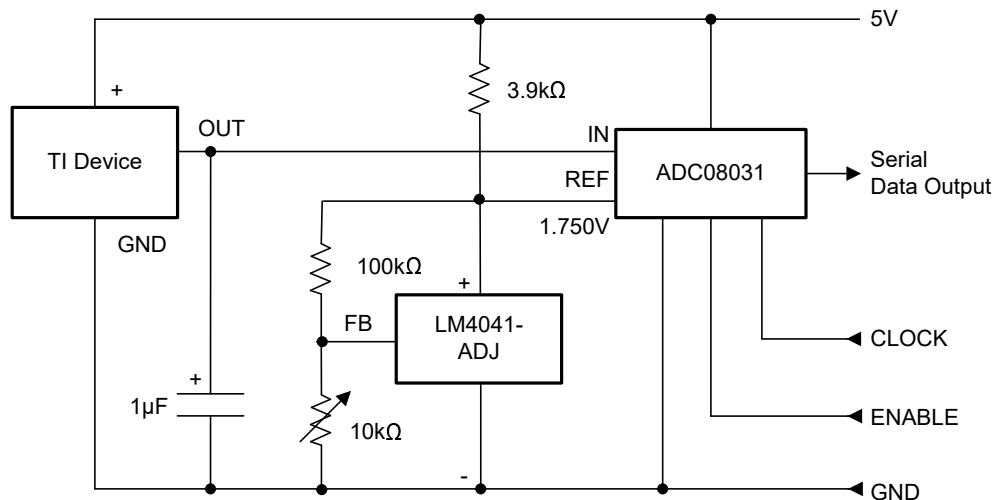 5V
+
3.9kΩ
OUT
IN
TI Device
ADC08031
Serial
Data Output
REF
1.750V
GND
100kΩ
+
LM4041-
ADJ
FB
CLOCK
+
1µF
10kΩ
ENABLE
-
GND